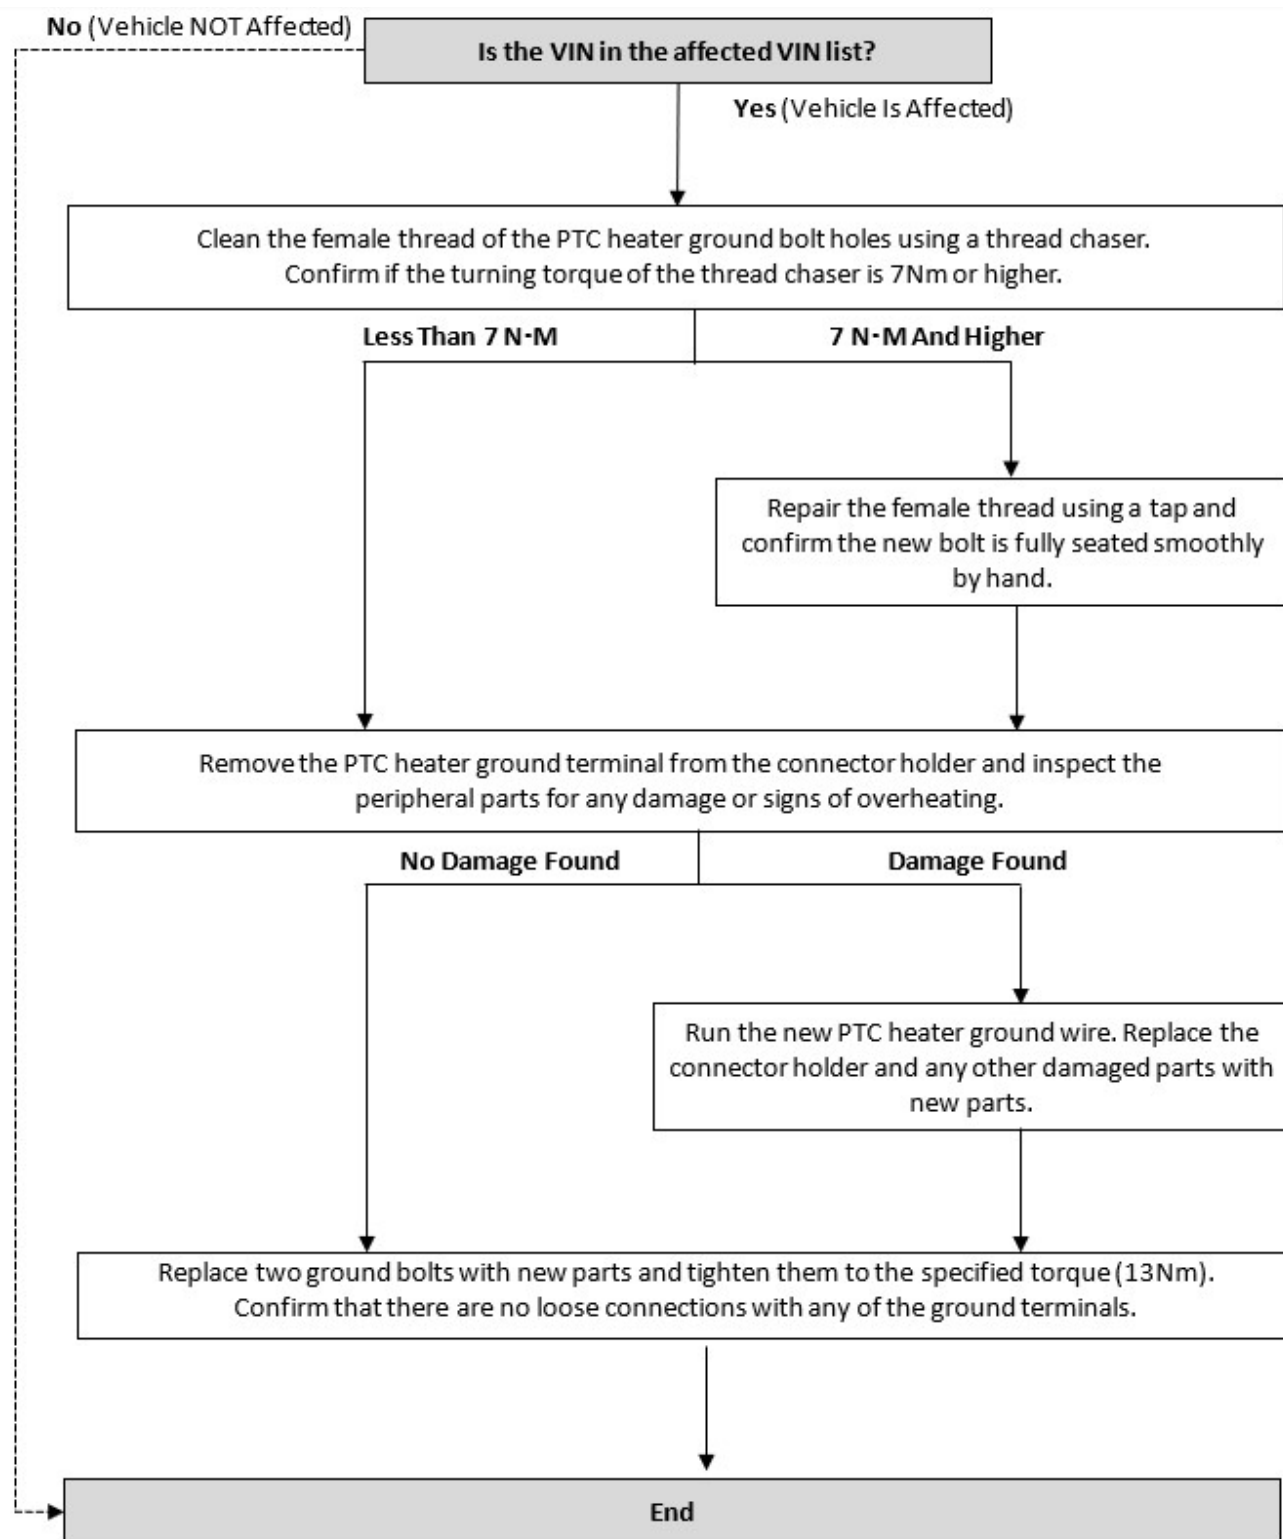 No (Vehicle NOT Affected)
Is the VIN in the affected VIN list?
Yes (Vehicle Is Affected)
Clean the female thread of the PTC heater ground bolt holes using a thread chaser.
Confirm if the turning torque of the thread chaser is 7Nm or higher.
Less Than 7 N·M
7 N·M And Higher
Repair the female thread using a tap and
confirm the new bolt is fully seated smoothly
by hand.
Remove the PTC heater ground terminal from the connector holder and inspect the
peripheral parts for any damage or signs of overheating.
No Damage Found
Damage Found
Run the new PTC heater ground wire. Replace the
connector holder and any other damaged parts with
new parts.
Replace two ground bolts with new parts and tighten them to the specified torque (13Nm).
Confirm that there are no loose connections with any of the ground terminals.
End